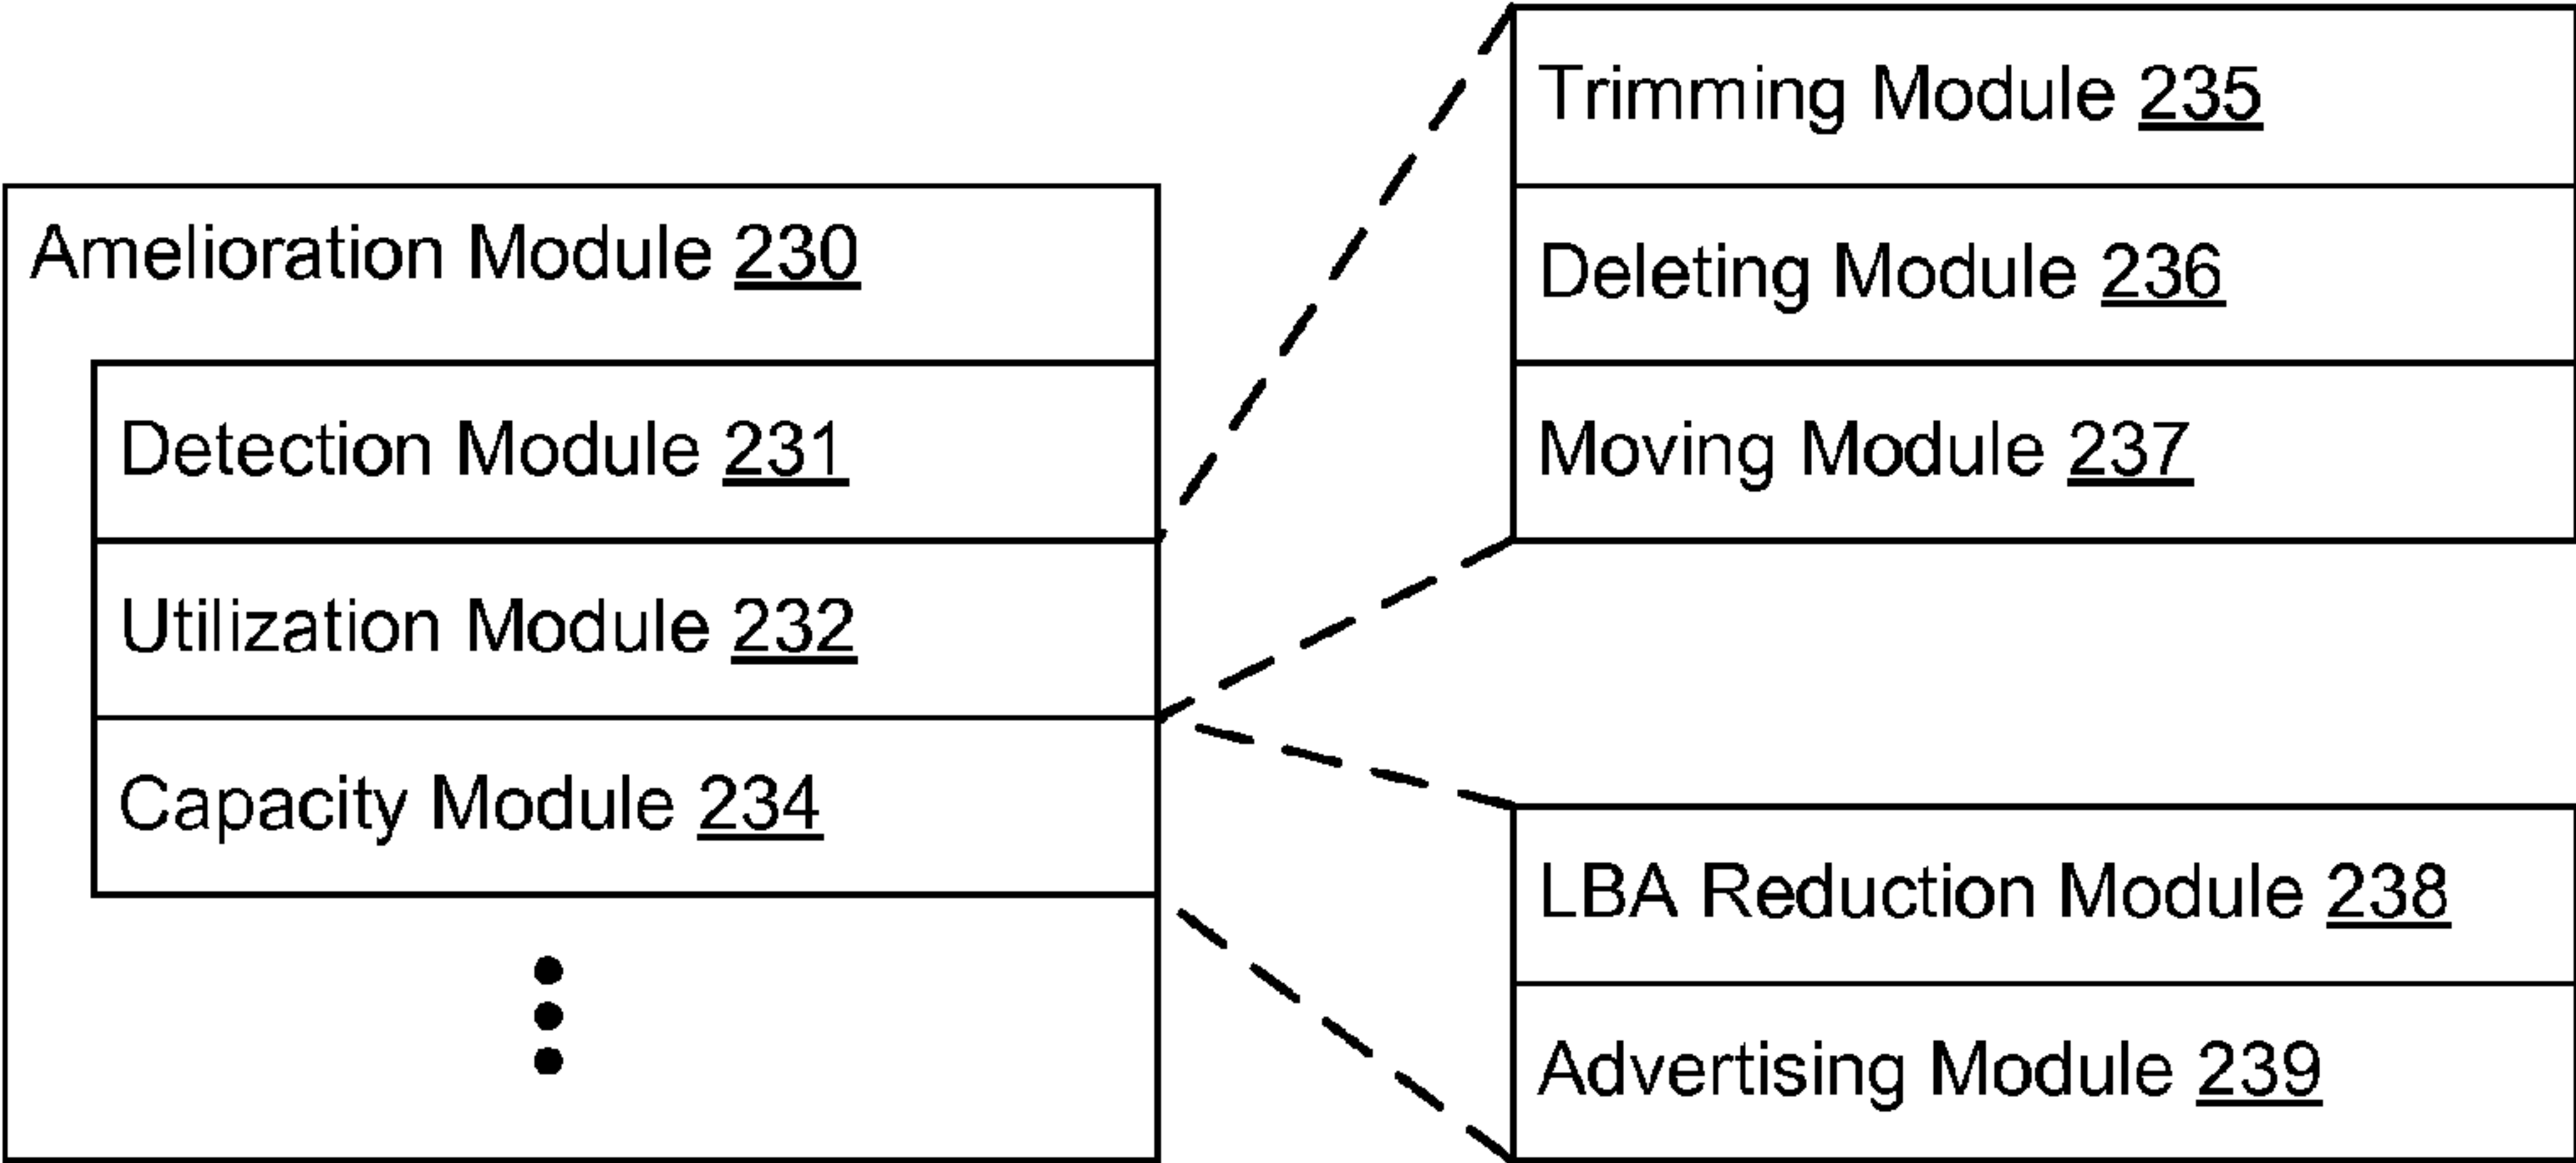 Amelioration Module 230
Detection Module 231
Utilization Module 232
Capacity Module 234
Trimming Module 235
Deleting Module 236
Moving Module 237
LBA Reduction Module 238
Advertising Module 239